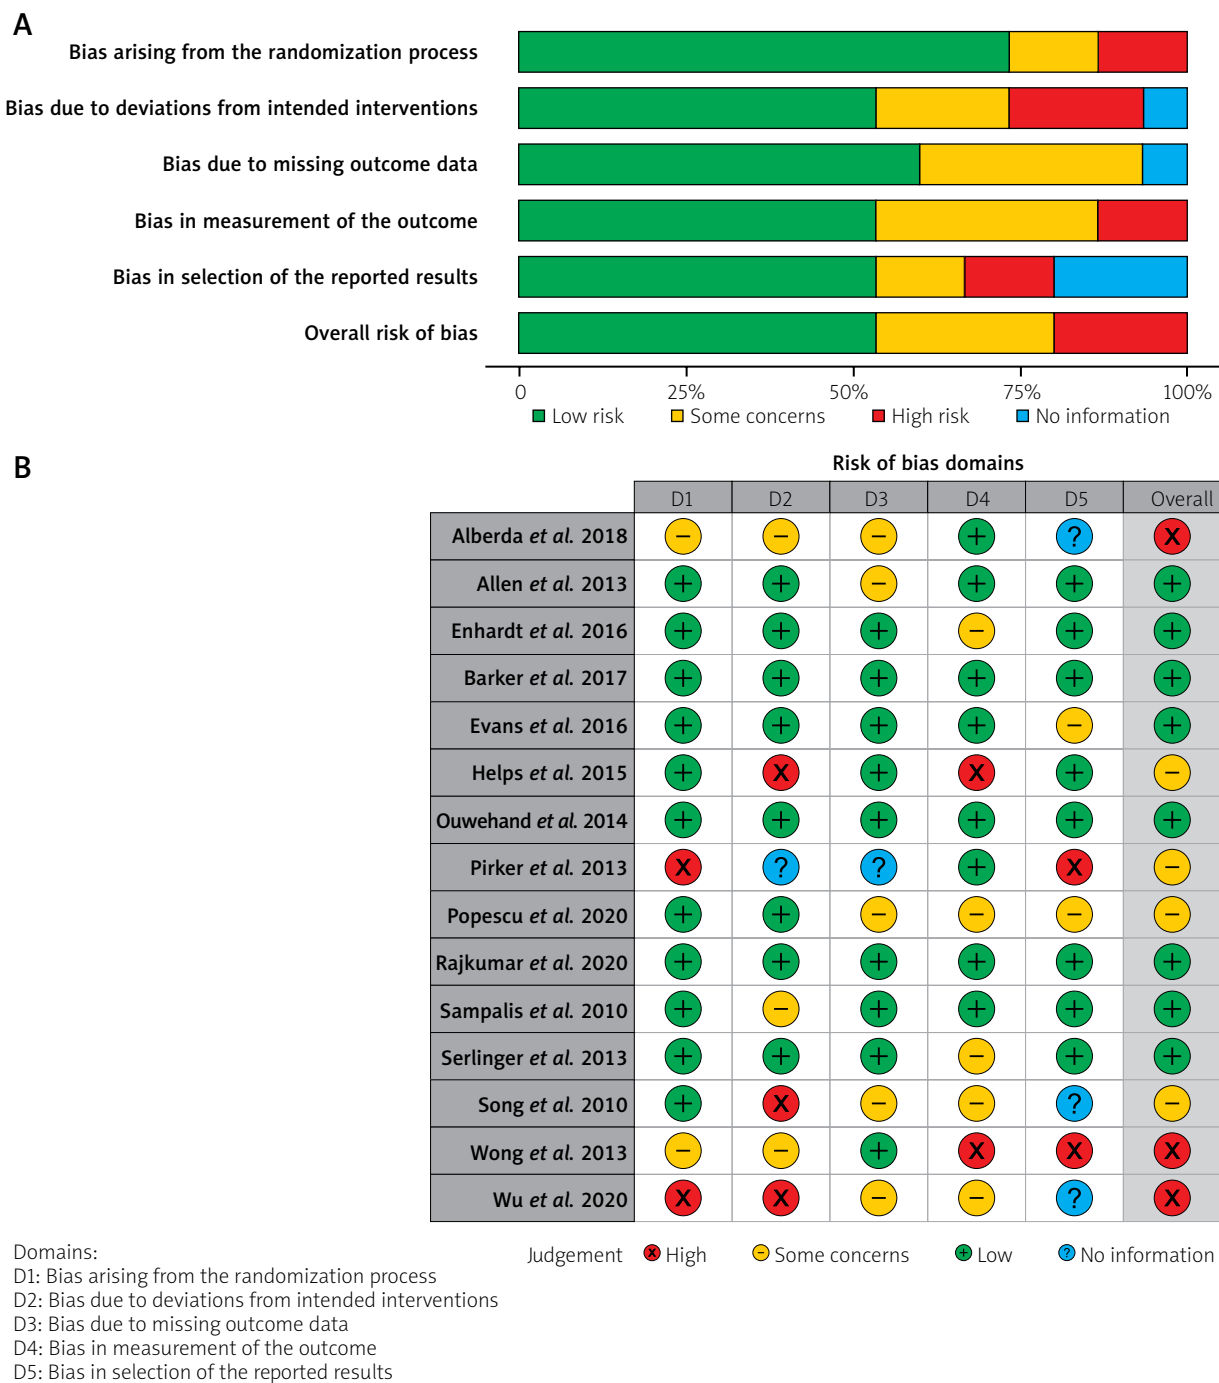 A
Bias arising from the randomization process
Bias due to deviations from intended interventions
Bias due to missing outcome data
Bias in measurement of the outcome
Bias in selection of the reported results
Overall risk of bias
0 25% 50% 75% 100%
Low risk Some concerns High risk No information
B
Risk of bias domains
D1 D2 D3 D4 D5 Overall
Alberda et al. 2018 − − − + ? X
Allen et al. 2013 + + − + + +
Enhardt et al. 2016 + + + − + +
Barker et al. 2017 + + + + + +
Evans et al. 2016 + + + + − +
Helps et al. 2015 + X + X + −
Ouwehand et al. 2014 + + + + + +
Pirker et al. 2013 X ? ? + X −
Popescu et al. 2020 + + − − − −
Rajkumar et al. 2020 + + + + + +
Sampalis et al. 2010 + − + + + +
Serlinger et al. 2013 + + + − + +
Song et al. 2010 + X − − ? −
Wong et al. 2013 − − + X X X
Wu et al. 2020 X X − − ? X
Judgement X High − Some concerns + Low ? No information
Domains:
D1: Bias arising from the randomization process
D2: Bias due to deviations from intended interventions
D3: Bias due to missing outcome data
D4: Bias in measurement of the outcome
D5: Bias in selection of the reported results